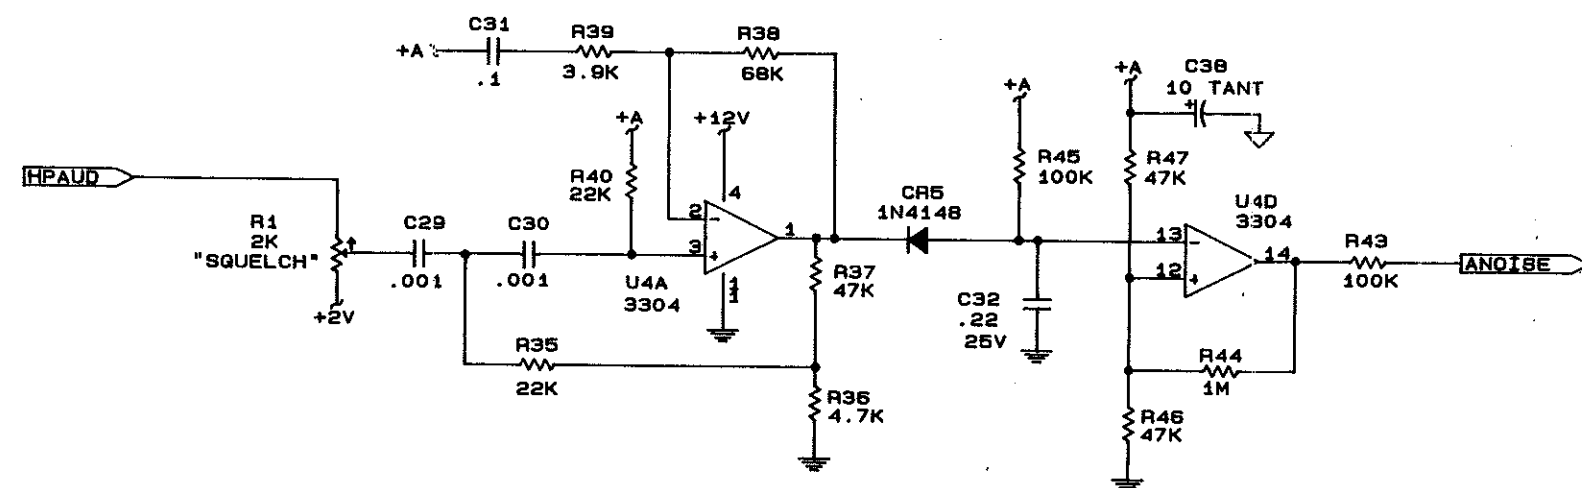 C31
+A
.1
R39
3.9K
R38
68K
+A
+12V
4
R40
22K
HPAUD
R1
2K
"SQUELCH"
+2V
C29
.001
C30
.001
2
-
3
+
1
U4A
3304
11
R37
47K
R35
22K
R36
4.7K
CR5
1N4148
+A
R45
100K
C32
.22
25V
+A
C38
10 TANT
+
R47
47K
U4D
3304
13
-
12
+
14
R43
100K
ANOISE
R44
1M
R46
47K